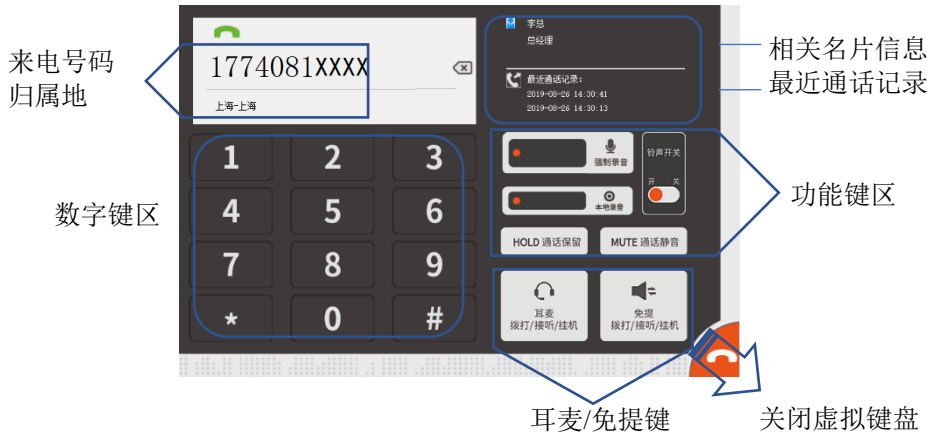 来电号码
归属地
1774081XXXX
上海-上海
李总
总经理
最近通话记录:
2019-08-26 14:30:41
2019-08-26 14:30:13
相关名片信息
最近通话记录
数字键区
1 2 3
4 5 6
7 8 9
* 0 #
强制录音
本地录音
铃声开关
开 关
HOLD 通话保留
MUTE 通话静音
功能键区
耳麦
拨打/接听/挂机
免提
拨打/接听/挂机
耳麦/免提键
关闭虚拟键盘